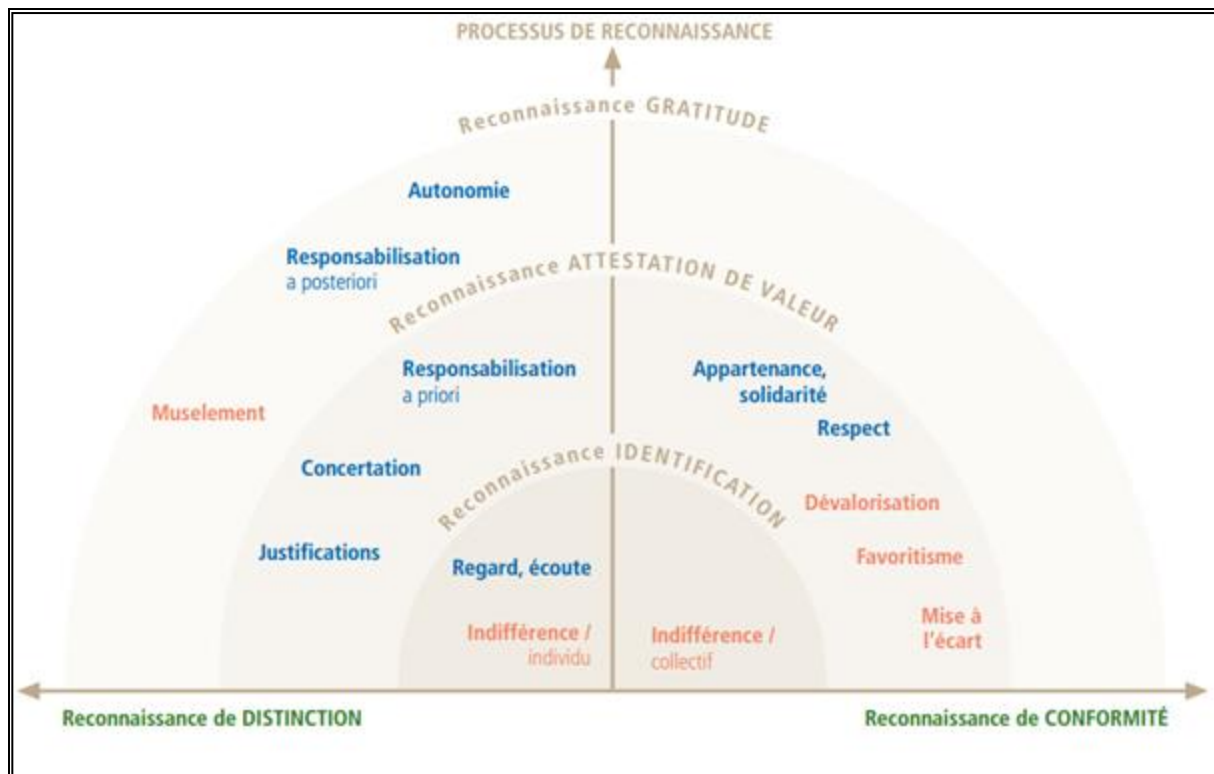 PROCESSUS DE RECONNAISSANCE
Reconnaissance GRATITUDE
Autonomie
Responsabilisation
a posteriori
Reconnaissance ATTESTATION DE VALEUR
Responsabilisation
a priori
Appartenance,
solidarité
Muselement
Respect
Concertation
Reconnaissance IDENTIFICATION
Dévalorisation
Justifications
Regard, écoute
Favoritisme
Indifférence /
individu
Indifférence /
collectif
Mise à
l'écart
Reconnaissance de DISTINCTION
Reconnaissance de CONFORMITÉ